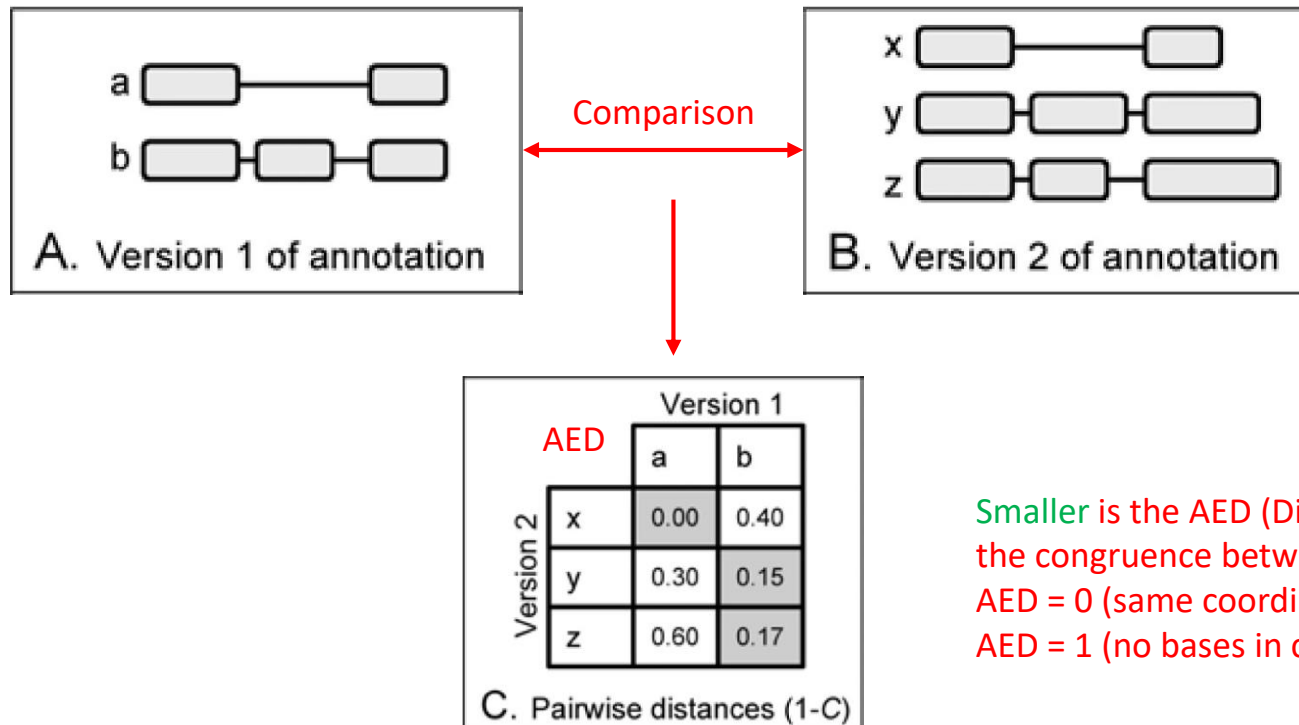 a
b
A. Version 1 of annotation
Comparison
x
y
z
B. Version 2 of annotation
Version 1
AED
a
b
Version 2
x
0.00
0.40
y
0.30
0.15
z
0.60
0.17
C. Pairwise distances (1-C)
Smaller is the AED
the congruence
AED = 0 (same
AED = 1 (no bases in